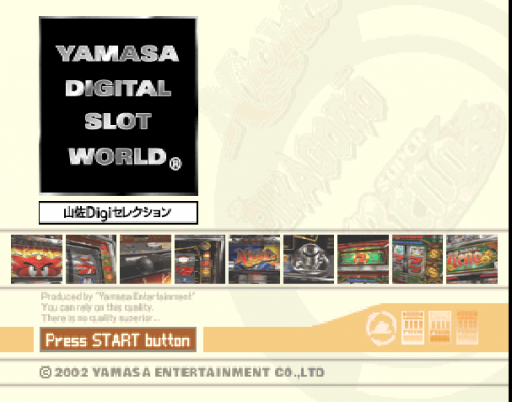 YAMASA
DIGITAL
SLOT
WORLD®
山佐Digiセレクション
Produced by "Yamasa Entertainment"
You can rely on this quality.
There is no quality superior...
Press START button
© 2002 YAMASA ENTERTAINMENT CO.,LTD